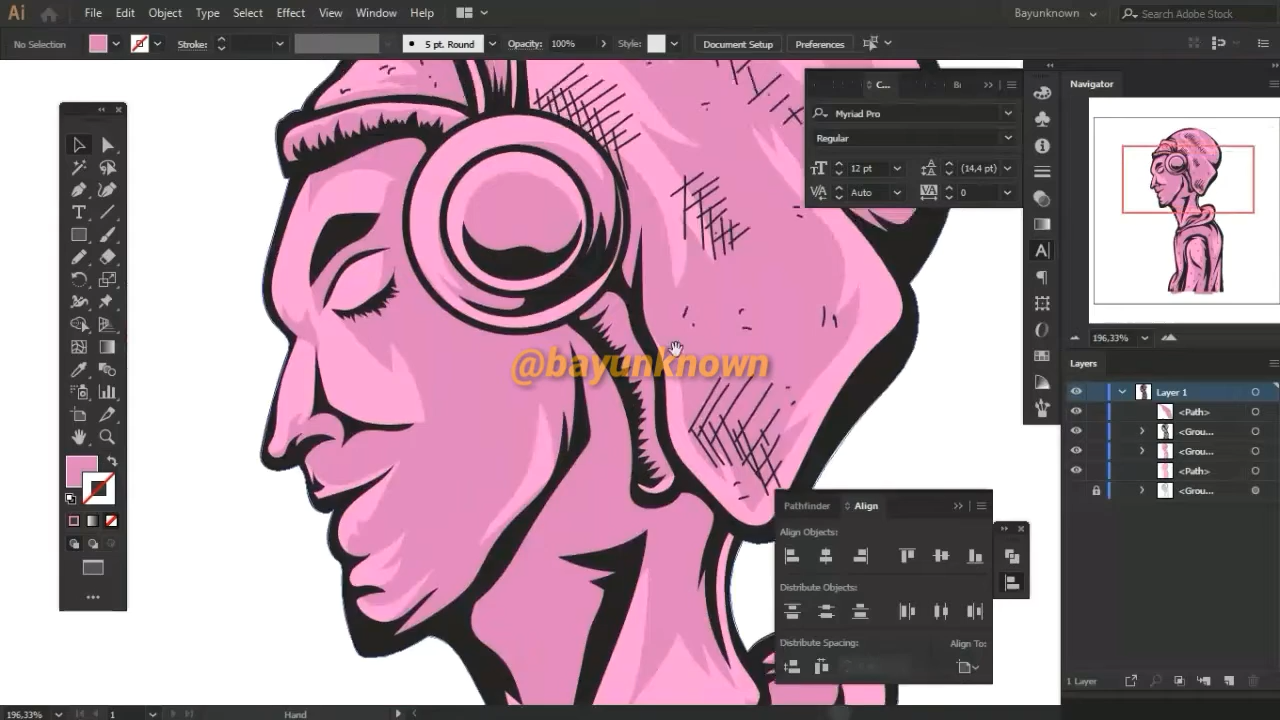 Ai File Edit Object Type Select Effect View Window Help Bayunknown Search Adobe Stock
No Selection Stroke: 5 pt. Round Opacity: 100% Style: Document Setup Preferences
C...
Myriad Pro
Regular
12 pt (14,4 pt)
Auto 0
Navigator
196,33%
Layers
Layer 1
<Path>
<Grou...
<Grou...
<Path>
<Grou...
1 Layer
@bayunknown
Pathfinder Align
Align Objects:
Distribute Objects:
Distribute Spacing: Align To:
196,33% 1 Hand